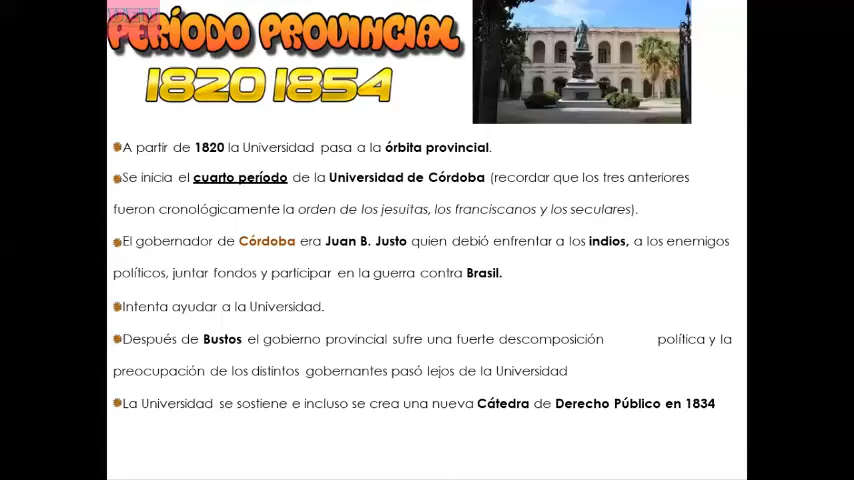 PERÍODO PROVINCIAL
1820 1854
A partir de 1820 la Universidad pasa a la órbita provincial.
Se inicia el cuarto período de la Universidad de Córdoba (recordar que los tres anteriores
fueron cronológicamente la orden de los jesuitas, los franciscanos y los seculares).
El gobernador de Córdoba era Juan B. Justo quien debió enfrentar a los indios, a los enemigos
políticos, juntar fondos y participar en la guerra contra Brasil.
Intenta ayudar a la Universidad.
Después de Bustos el gobierno provincial sufre una fuerte descomposición política y la
preocupación de los distintos gobernantes pasó lejos de la Universidad
La Universidad se sostiene e incluso se crea una nueva Cátedra de Derecho Público en 1834